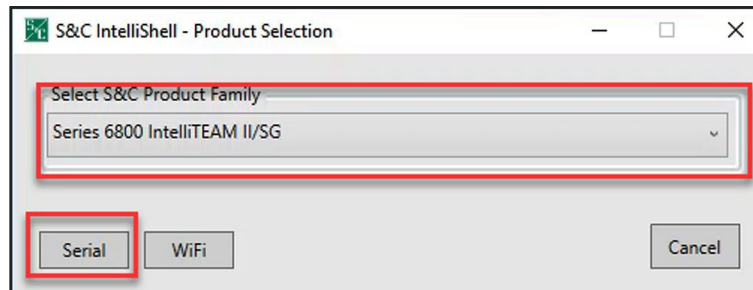 S&C IntelliShell - Product Selection
Select S&C Product Family
Series 6800 IntelliTEAM II/SG
Serial WiFi Cancel